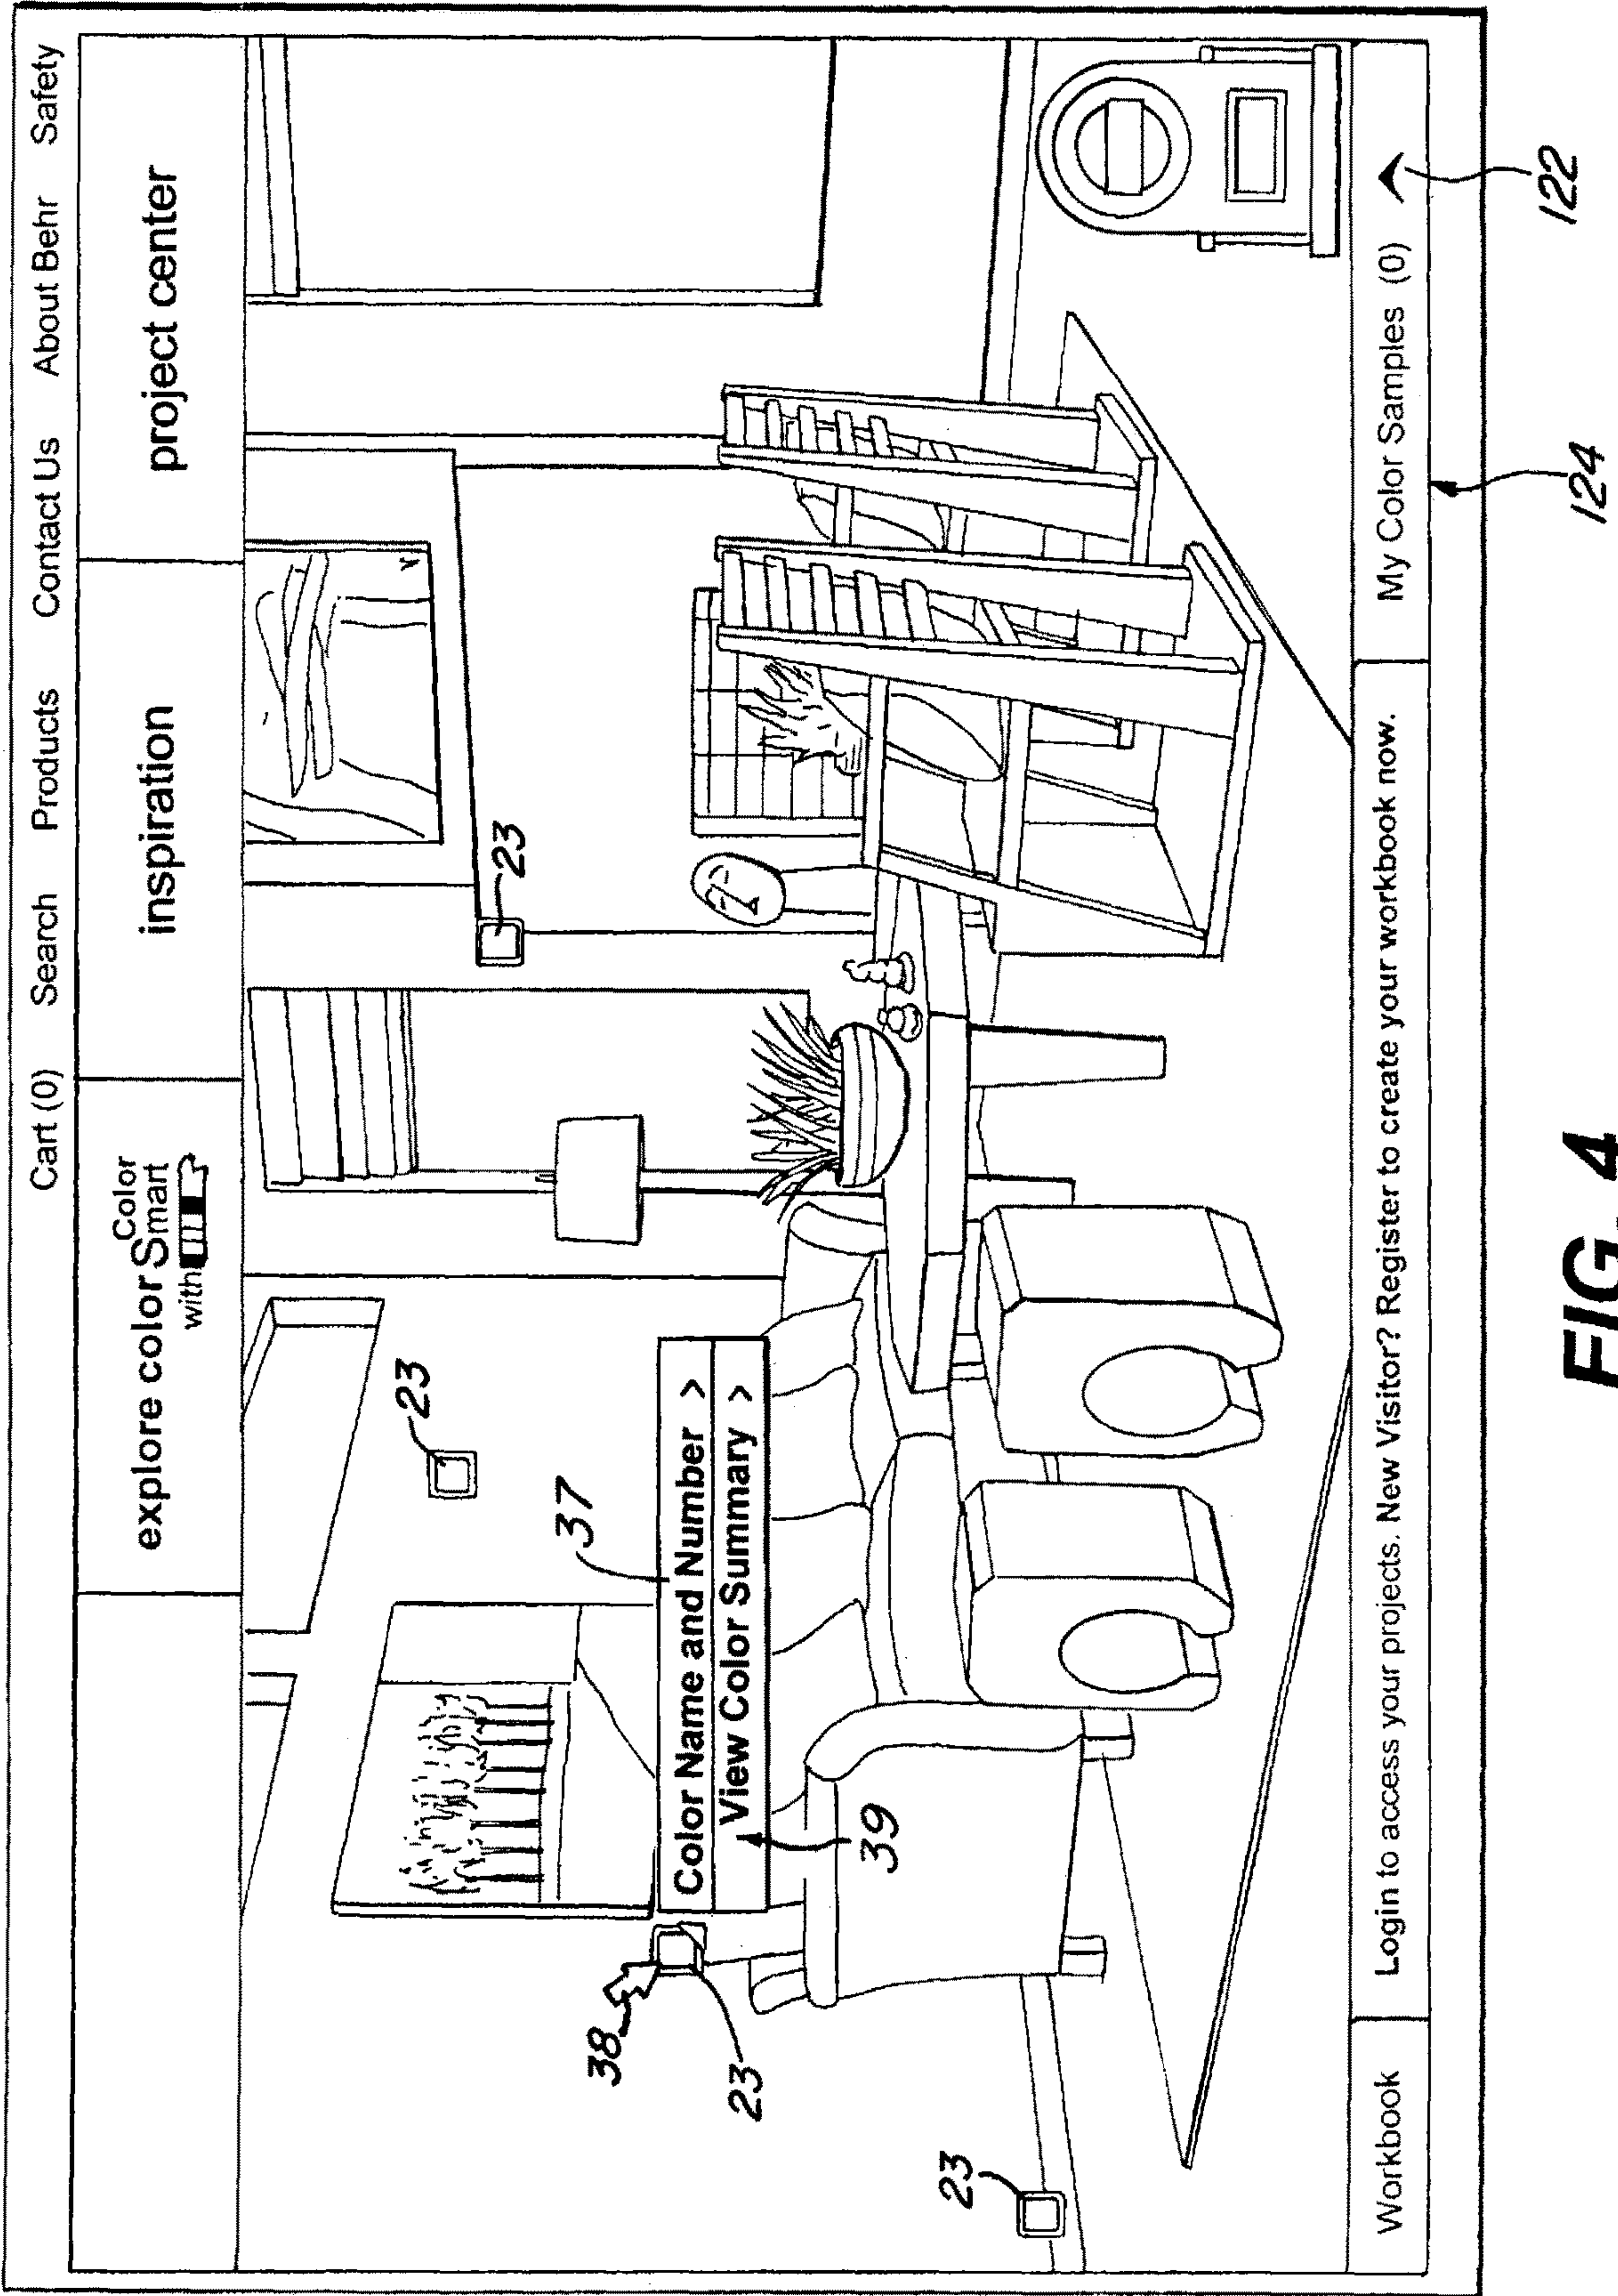 Cart (0) Search Products Contact Us About Behr Safety
explore color
Color
Smart
with
inspiration
project center
23
23
37
Color Name and Number >
View Color Summary >
38
23
39
23
Workbook
Login to access your projects. New Visitor? Register to create your workbook now.
My Color Samples (0)
124
122
FIG. 4